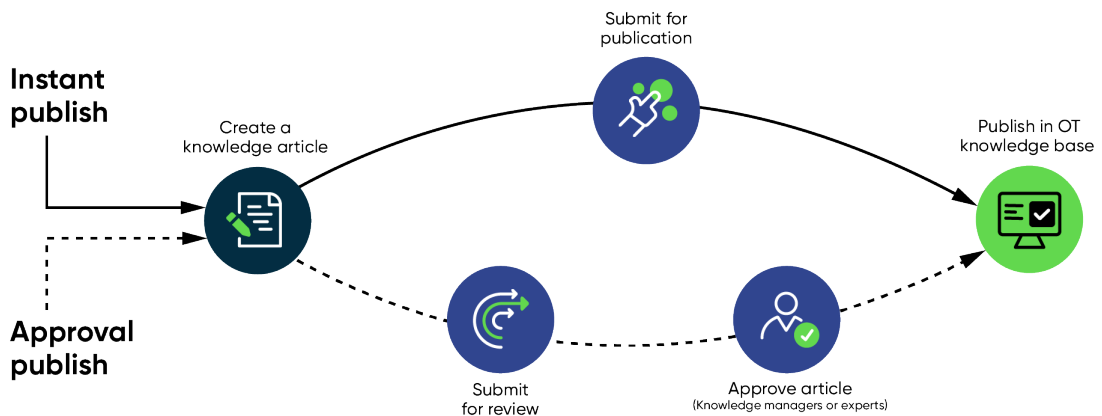 Instant
publish
Create a
knowledge article
Submit for
publication
Publish in OT
knowledge base
Approval
publish
Submit
for review
Approve article
(Knowledge managers or experts)